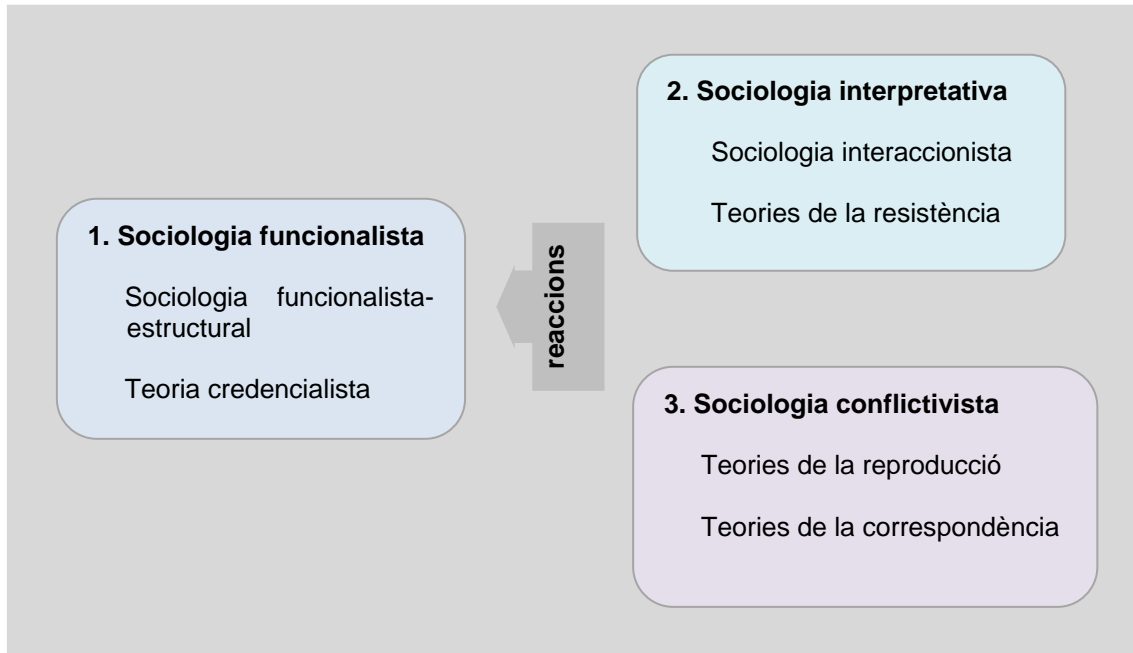 1. Sociologia funcionalista
Sociologia funcionalista-
estructural
Teoria credencialista
reaccions
2. Sociologia interpretativa
Sociologia interaccionista
Teories de la resistència
3. Sociologia conflictivista
Teories de la reproducció
Teories de la correspondència